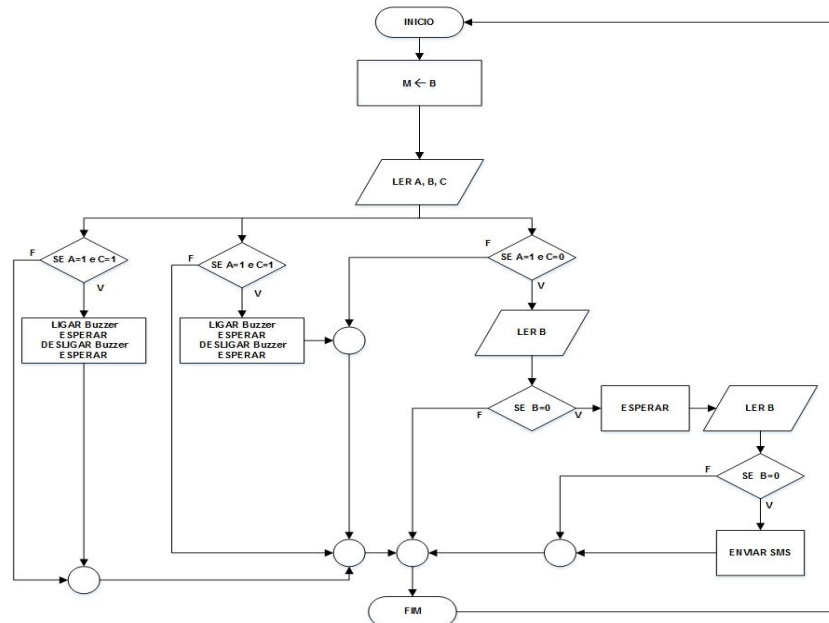 INICIO
M ← B
LER A, B, C
F
SE A=1 e C=1
V
LIGAR Buzzer
ESPERAR
DESLIGAR Buzzer
ESPERAR
F
SE A=1 e C=1
V
LIGAR Buzzer
ESPERAR
DESLIGAR Buzzer
ESPERAR
F
SE A=1 e C=0
V
LER B
F
SE B=0
V
ESPERAR
LER B
F
SE B=0
V
ENVIAR SMS
FIM